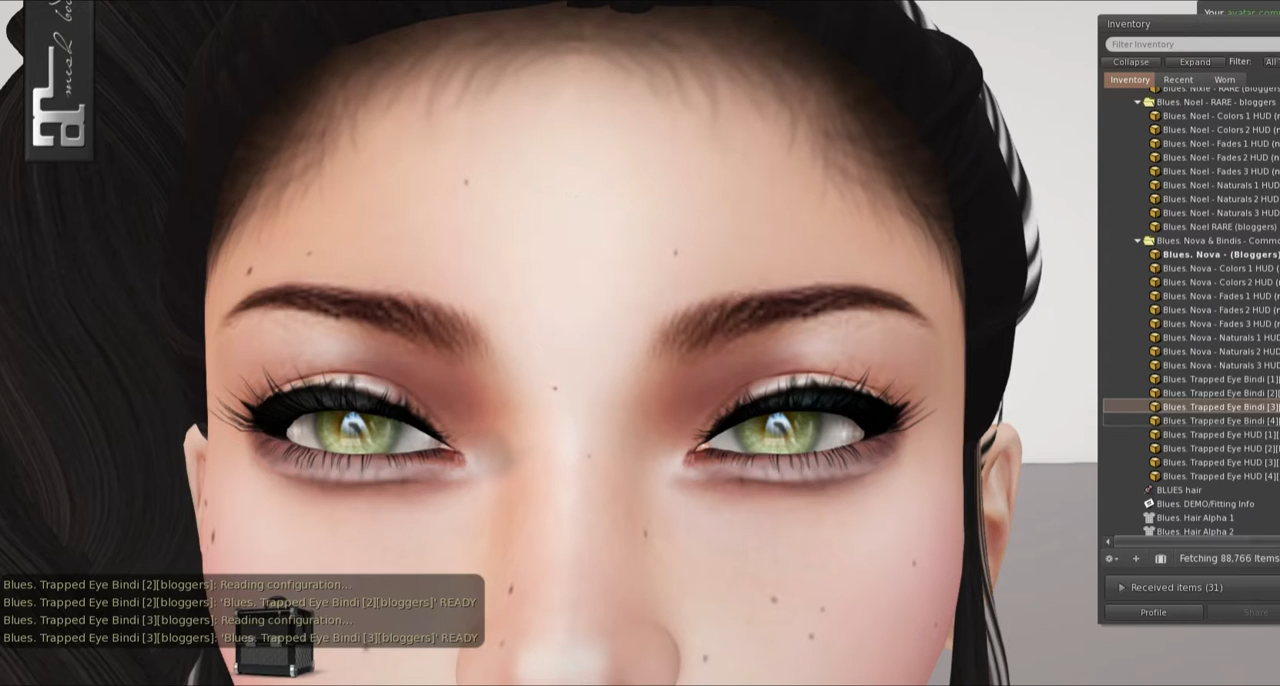 mesh
Your avatar
Inventory
Filter Inventory
Collapse Expand Filter: All
Inventory Recent Worn
Blues. Nixie - RARE (bloggers
Blues. Noel - RARE - bloggers
Blues. Noel - Colors 1 HUD
Blues. Noel - Colors 2 HUD
Blues. Noel - Fades 1 HUD
Blues. Noel - Fades 2 HUD
Blues. Noel - Fades 3 HUD
Blues. Noel - Naturals 1 HUD
Blues. Noel - Naturals 2 HUD
Blues. Noel - Naturals 3 HUD
Blues. Noel RARE (bloggers)
Blues. Nova & Bindis - Commo
Blues. Nova - (Bloggers)
Blues. Nova - Colors 1 HUD
Blues. Nova - Colors 2 HUD
Blues. Nova - Fades 1 HUD
Blues. Nova - Fades 2 HUD
Blues. Nova - Fades 3 HUD
Blues. Nova - Naturals 1 HUD
Blues. Nova - Naturals 2 HUD
Blues. Nova - Naturals 3 HUD
Blues. Trapped Eye Bindi [1]
Blues. Trapped Eye Bindi [2]
Blues. Trapped Eye Bindi [3]
Blues. Trapped Eye Bindi [4]
Blues. Trapped Eye HUD [1]
Blues. Trapped Eye HUD [2]
Blues. Trapped Eye HUD [3]
Blues. Trapped Eye HUD [4]
BLUES hair
Blues. DEMO/Fitting Info
Blues. Hair Alpha 1
Blues. Hair Alpha 2
Fetching 88,766 Items
Received items (31)
Profile Share
Blues. Trapped Eye Bindi [2][bloggers]: Reading configuration...
Blues. Trapped Eye Bindi [2][bloggers]: 'Blues. Trapped Eye Bindi [2][bloggers]' READY
Blues. Trapped Eye Bindi [3][bloggers]: Reading configuration...
Blues. Trapped Eye Bindi [3][bloggers]: 'Blues. Trapped Eye Bindi [3][bloggers]' READY